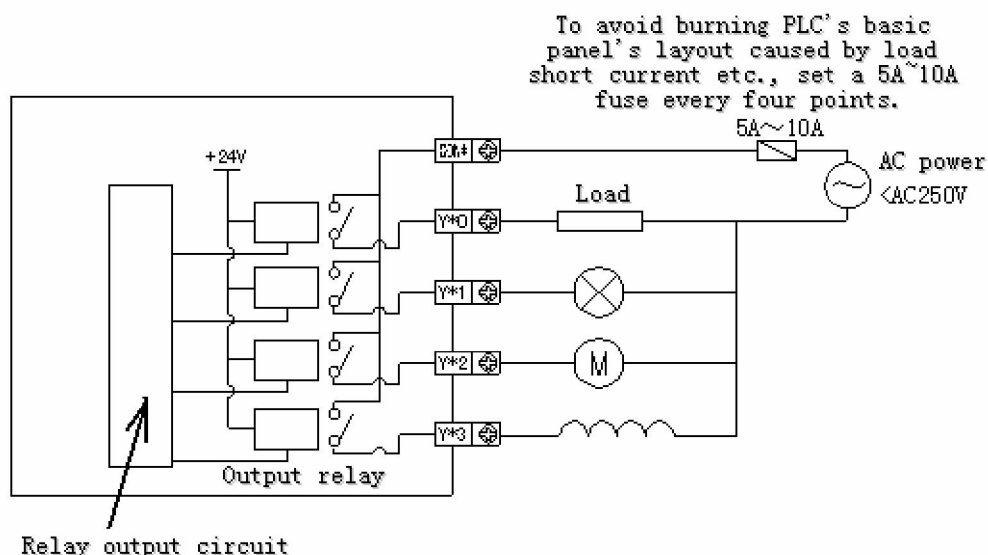 To avoid burning PLC's basic
panel's layout caused by load
short current etc., set a 5A~10A
fuse every four points.
5A～10A
AC power
<AC250V
+24V
Load
Y*0
Y*1
Y*2
M
Y*3
Output relay
Relay output circuit